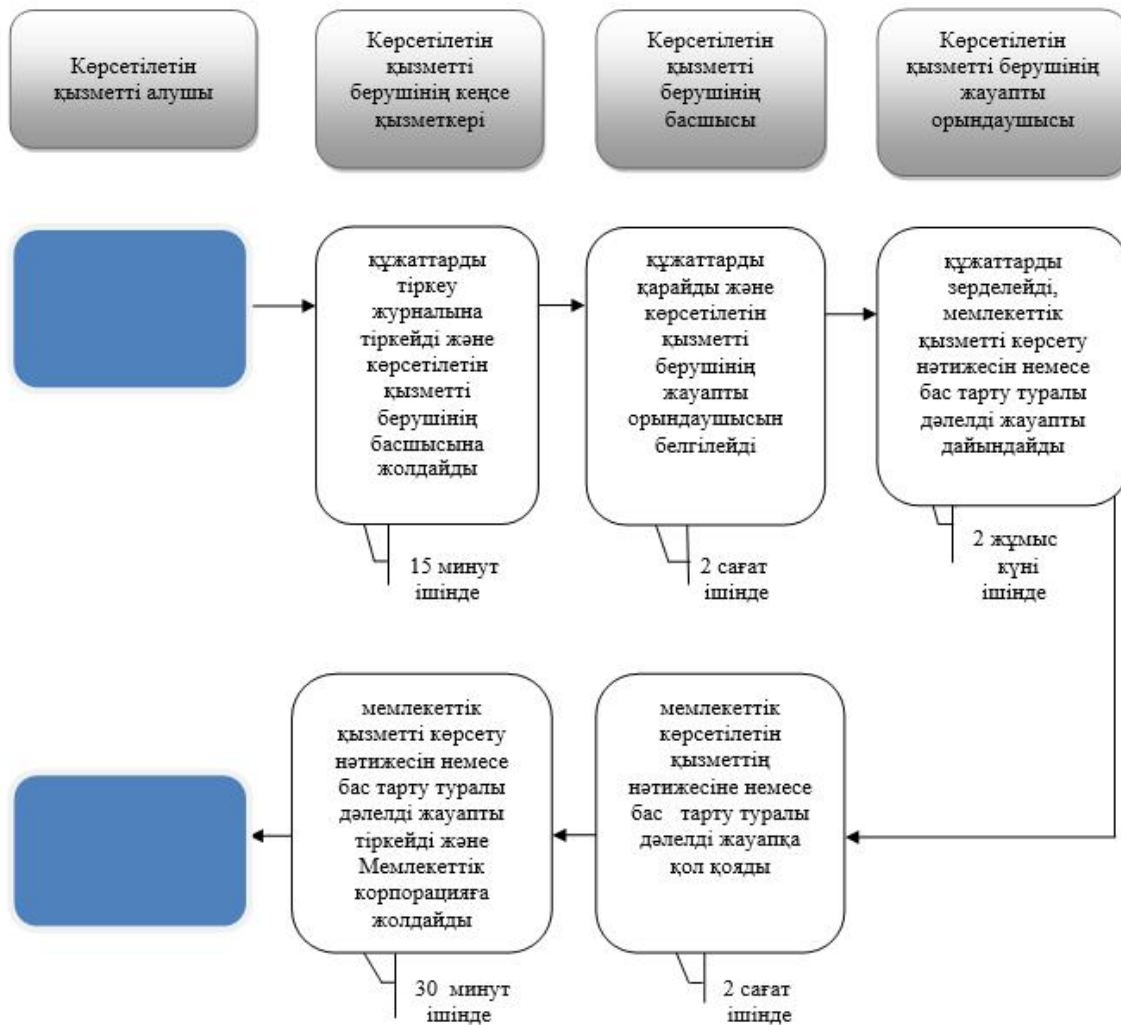 Көрсетілетін
қызметті алушы
Көрсетілетін
қызметті
берушінің кеңсе
қызметкері
Көрсетілетін
қызметті
берушінің
басшысы
Көрсетілетін
қызметті берушінің
жауапты
орындаушысы
құжаттарды
тіркеу
журналына
тіркейді және
көрсетілетін
қызметті
берушінің
басшысына
жолдайды
құжаттарды
қарайды және
көрсетілетін
қызметті
берушінің
жауапты
орындаушысын
белгілейді
құжаттарды
зерделейді,
мемлекеттік
қызметті көрсету
нәтижесін немесе
бас тарту туралы
дәлелді жауапты
дайындайды
15 минут
ішінде
2 сағат
ішінде
2 жұмыс
күні
ішінде
мемлекеттік
қызметті көрсету
нәтижесін немесе
бас тарту туралы
дәлелді жауапты
тіркейді және
Мемлекеттік
корпорацияға
жолдайды
мемлекеттік
көрсетілетін
қызметтің
нәтижесіне немесе
бас тарту туралы
дәлелді жауапқа
қол қояды
30 минут
ішінде
2 сағат
ішінде